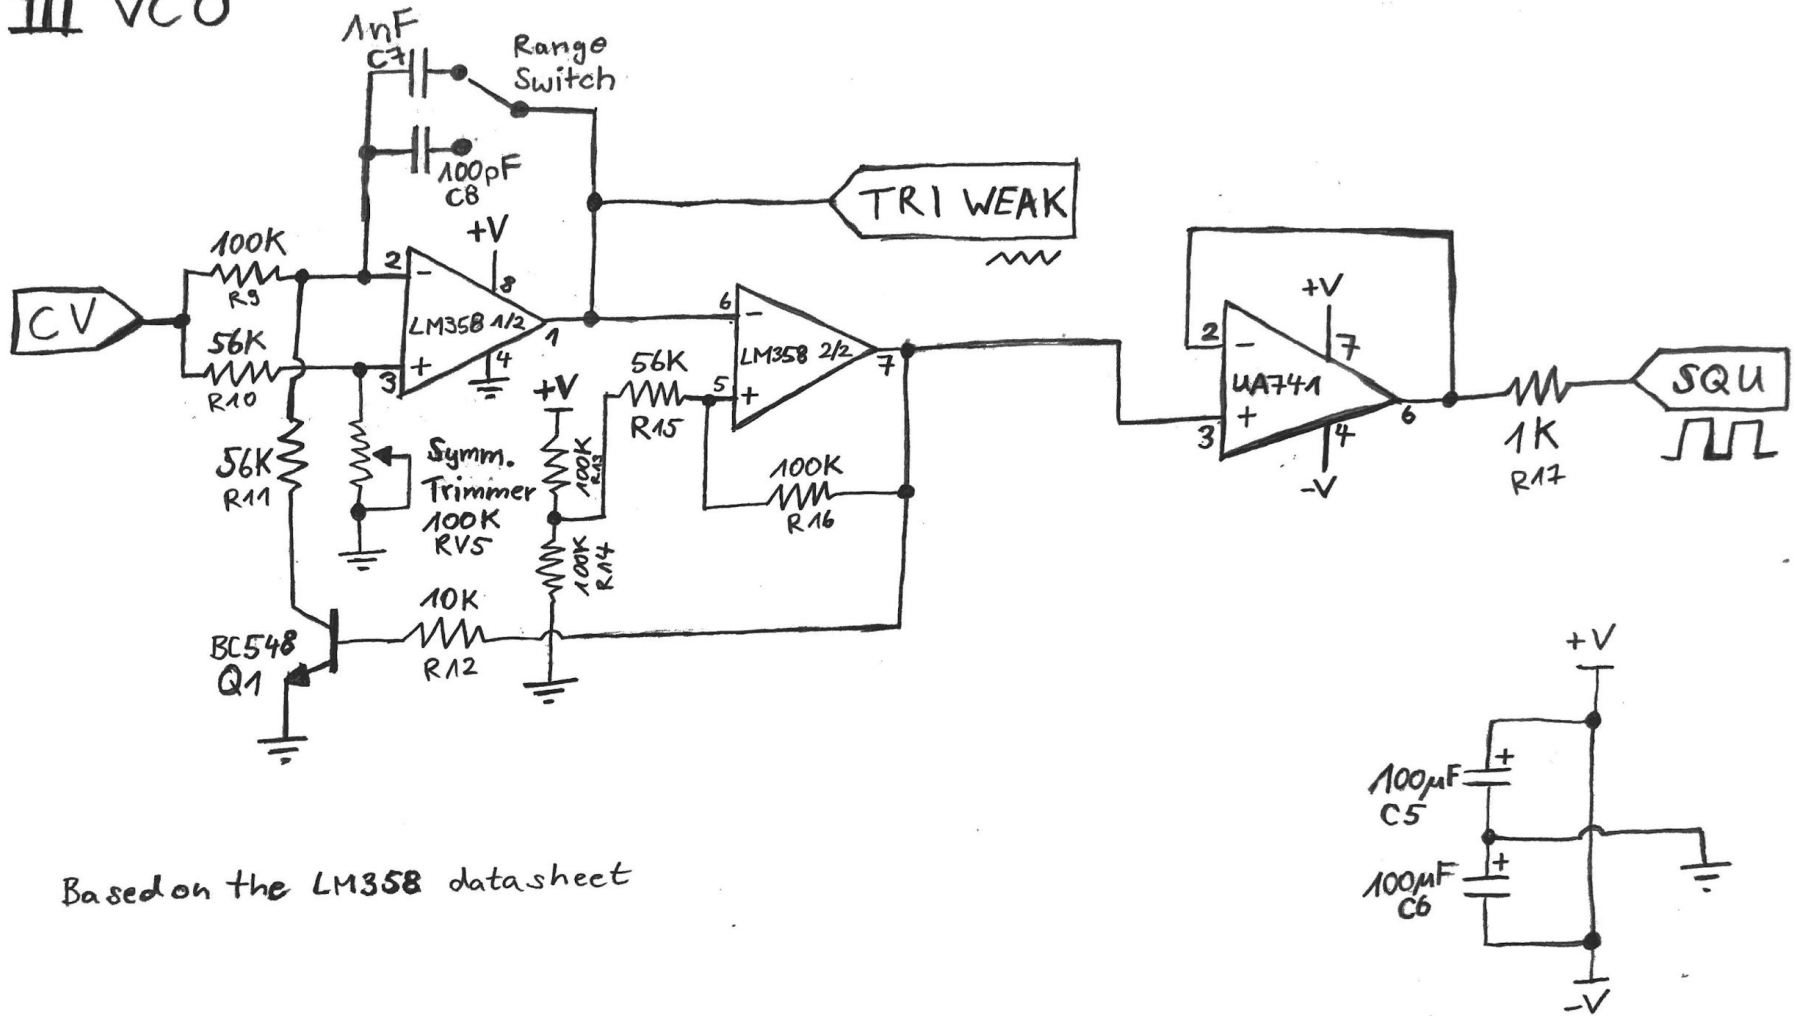 III VCO
1nF
C7
Range
Switch
100pF
C8
TRI WEAK
+V
100K
R9
2
-
8
CV
LM358 1/2
1
56K
R10
3
+
4
6
-
LM358 2/2
7
5
+
56K
R15
+V
100K
R13
100K
R14
100K
R16
56K
R11
Symm.
Trimmer
100K
RV5
10K
R12
BC548
Q1
+V
2
-
7
UA741
6
3
+
4
-V
1K
R17
SQU
+V
100µF
C5
+
100µF
C6
+
-V
Based on the LM358 datasheet